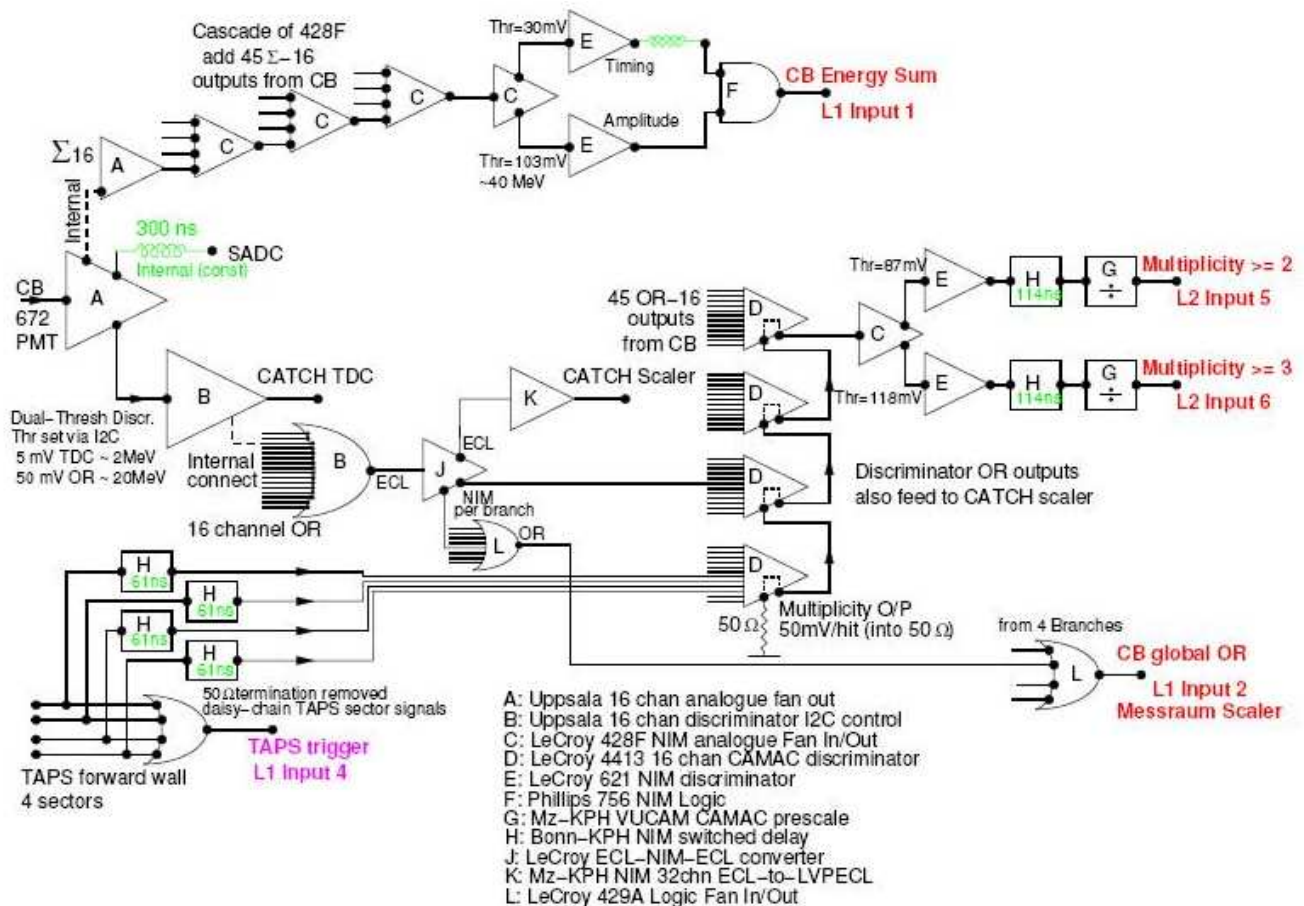 Cascade of 428F
add 45 Σ-16
outputs from CB
Thr=30mV
E
Timing
C
C
C
C
Σ16
A
Thr=103mV
~40 MeV
Amplitude
E
F
CB Energy Sum
L1 Input 1
Internal
300 ns
SADC
Internal (const)
CB
672
PMT
A
B
CATCH TDC
Dual-Thresh Discr.
Thr set via I2C
5 mV TDC ~ 2MeV
50 mV OR ~ 20MeV
Internal
connect
B
ECL
16 channel OR
J
ECL
NIM
per branch
K
CATCH Scaler
L
OR
45 OR-16
outputs
from CB
D
D
D
D
C
Thr=87mV
E
H
114ns
G
÷
Multiplicity >= 2
L2 Input 5
Thr=118mV
E
H
114ns
G
÷
Multiplicity >= 3
L2 Input 6
Discriminator OR outputs
also feed to CATCH scaler
H
61ns
H
61ns
H
61ns
H
61ns
50 Ω
Multiplicity O/P
50mV/hit (into 50 Ω)
from 4 Branches
L
CB global OR
L1 Input 2
Messraum Scaler
50Ωtermination removed
daisy-chain TAPS sector signals
TAPS trigger
L1 Input 4
TAPS forward wall
4 sectors
A: Uppsala 16 chan analogue fan out
B: Uppsala 16 chan discriminator I2C control
C: LeCroy 428F NIM analogue Fan In/Out
D: LeCroy 4413 16 chan CAMAC discriminator
E: LeCroy 621 NIM discriminator
F: Phillips 756 NIM Logic
G: Mz-KPH VUCAM CAMAC prescale
H: Bonn-KPH NIM switched delay
J: LeCroy ECL-NIM-ECL converter
K: Mz-KPH NIM 32chn ECL-to-LVPECL
L: LeCroy 429A Logic Fan In/Out